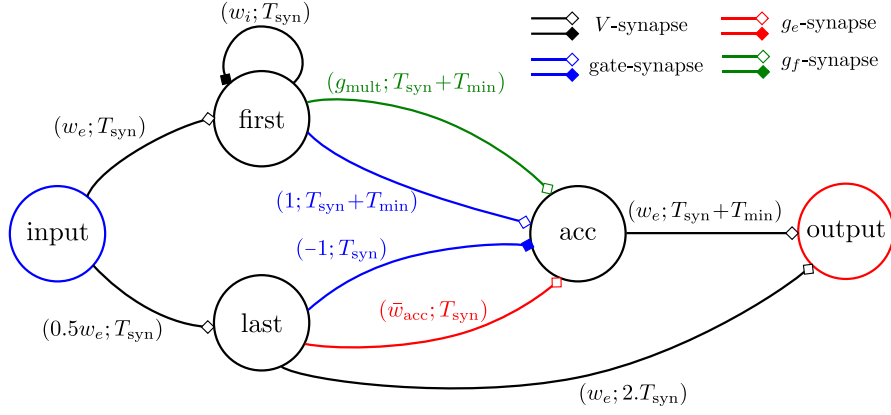 (w_i; T_syn)
V-synapse
g_e-synapse
gate-synapse
g_f-synapse
(g_mult; T_syn+T_min)
(w_e; T_syn)
first
(1; T_syn+T_min)
(w_e; T_syn+T_min)
input
acc
output
(-1; T_syn)
(w̄_acc; T_syn)
(0.5w_e; T_syn)
last
(w_e; 2.T_syn)